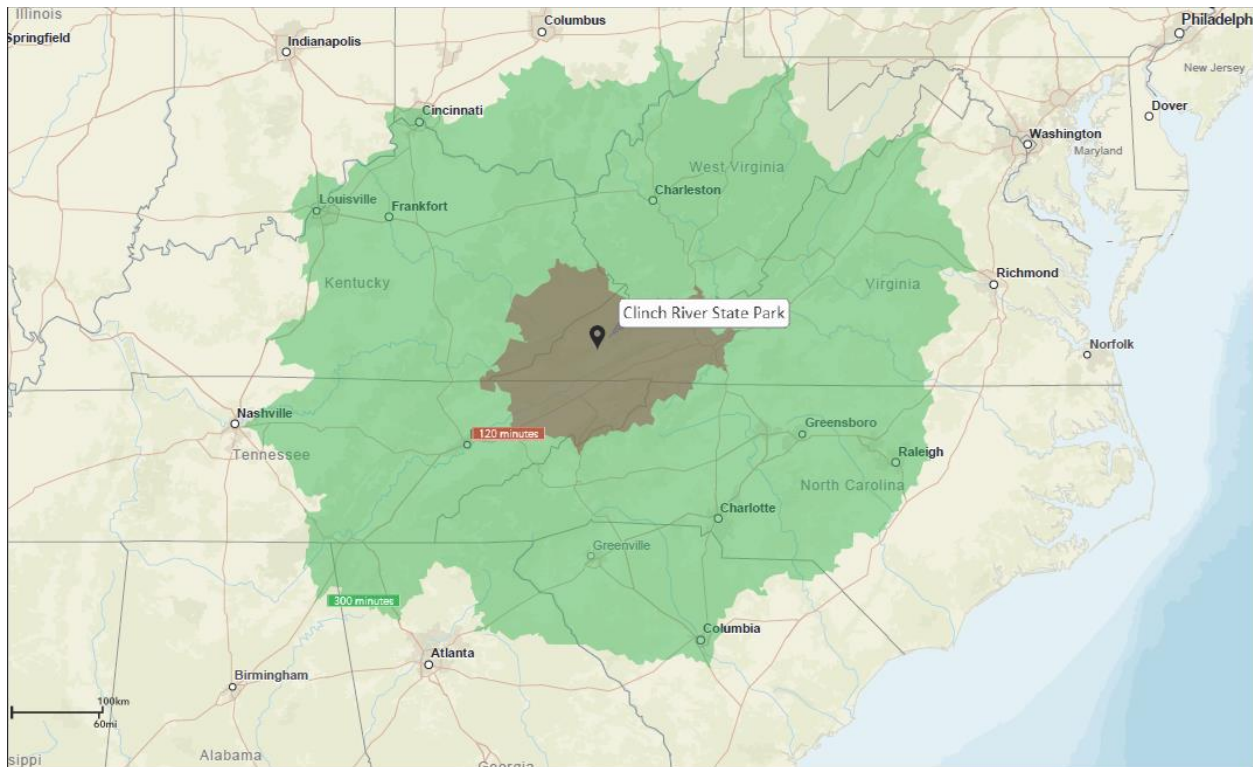 Illinois
Columbus
Philadelph
Springfield
Indianapolis
New Jersey
Cincinnati
Dover
Washington
Maryland
West Virginia
Charleston
Louisville
Frankfort
Richmond
Kentucky
Virginia
Clinch River State Park
Norfolk
Nashville
Greensboro
120 minutes
Tennessee
Raleigh
North Carolina
Charlotte
Greenville
300 minutes
Columbia
Atlanta
Birmingham
100km
60mi
Alabama
sippi
Georgia